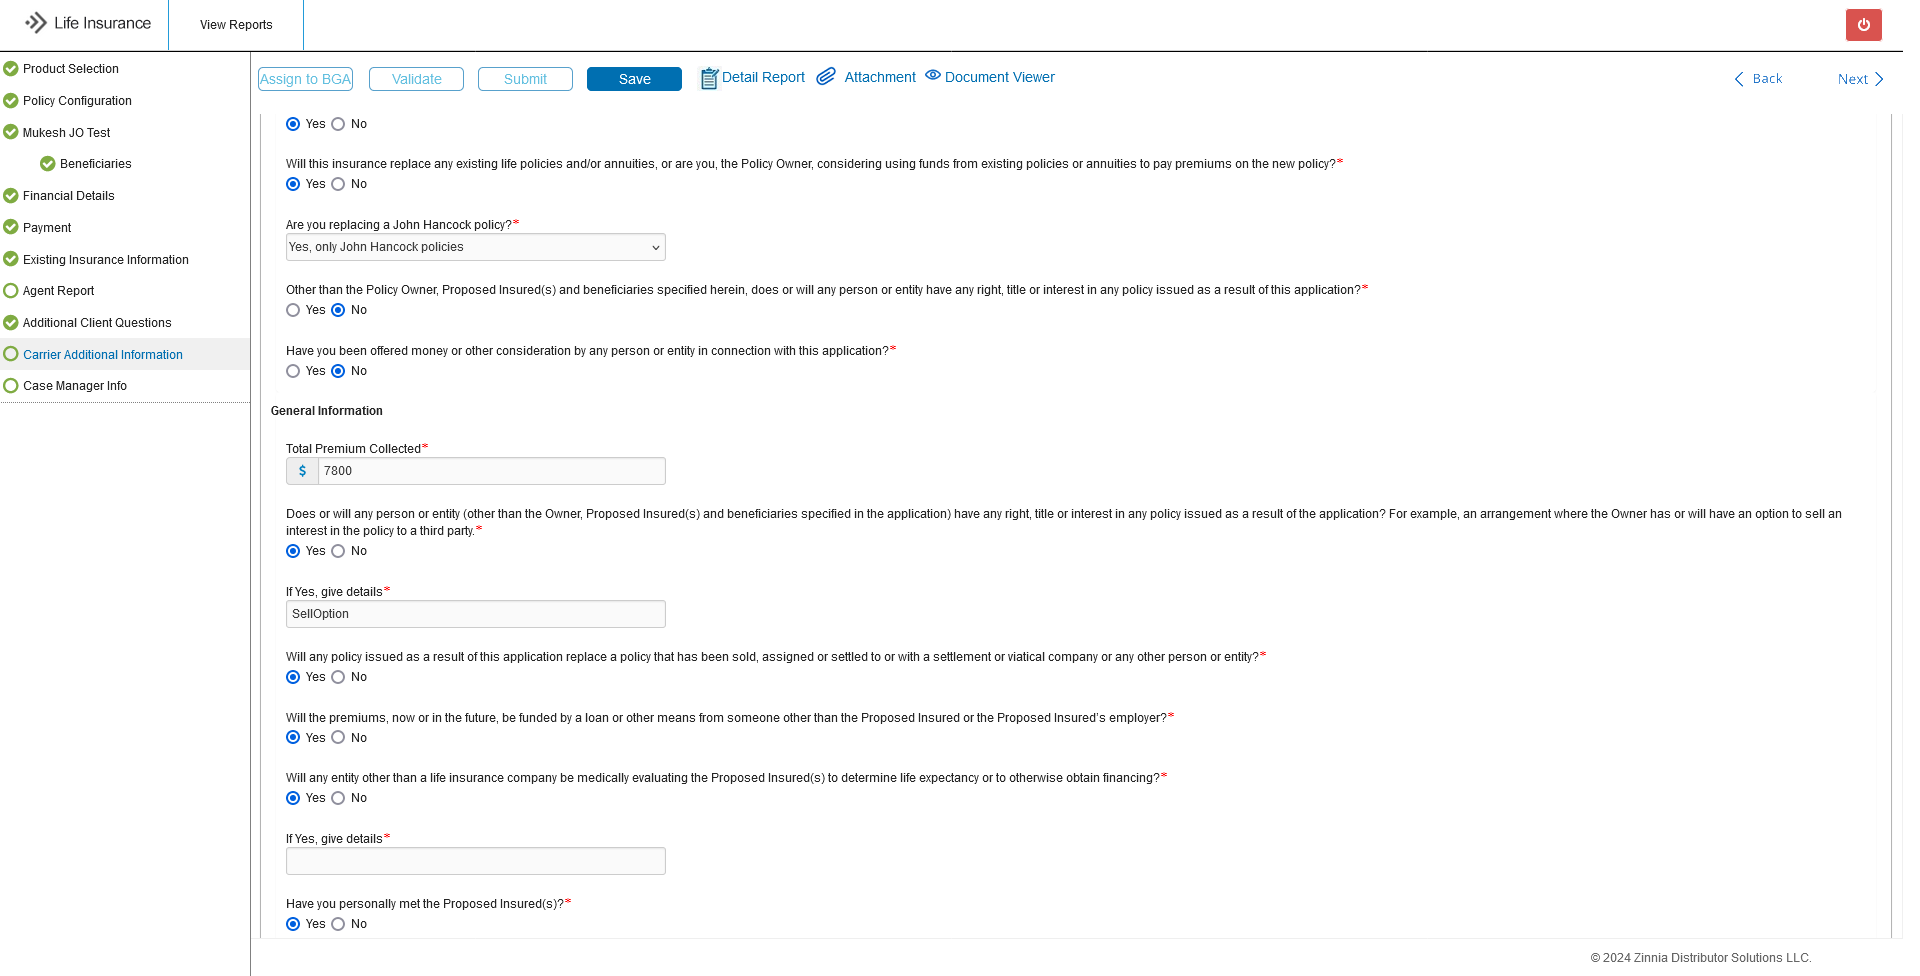 Life Insurance
View Reports
Product Selection
Policy Configuration
Mukesh JO Test
Beneficiaries
Financial Details
Payment
Existing Insurance Information
Agent Report
Additional Client Questions
Carrier Additional Information
Case Manager Info
Assign to BGA
Validate
Submit
Save
Detail Report
Attachment
Document Viewer
Back
Next
Yes No
Will this insurance replace any existing life policies and/or annuities, or are you, the Policy Owner, considering using funds from existing policies or annuities to pay premiums on the new policy?*
Yes No
Are you replacing a John Hancock policy?*
Yes, only John Hancock policies
Other than the Policy Owner, Proposed Insured(s) and beneficiaries specified herein, does or will any person or entity have any right, title or interest in any policy issued as a result of this application?*
Yes No
Have you been offered money or other consideration by any person or entity in connection with this application?*
Yes No
General Information
Total Premium Collected*
$ 7800
Does or will any person or entity (other than the Owner, Proposed Insured(s) and beneficiaries specified in the application) have any right, title or interest in any policy issued as a result of the application? For example, an arrangement where the Owner has or will have an option to sell an
interest in the policy to a third party.*
Yes No
If Yes, give details*
SellOption
Will any policy issued as a result of this application replace a policy that has been sold, assigned or settled to or with a settlement or viatical company or any other person or entity?*
Yes No
Will the premiums, now or in the future, be funded by a loan or other means from someone other than the Proposed Insured or the Proposed Insured's employer?*
Yes No
Will any entity other than a life insurance company be medically evaluating the Proposed Insured(s) to determine life expectancy or to otherwise obtain financing?*
Yes No
If Yes, give details*
Have you personally met the Proposed Insured(s)?*
Yes No
© 2024 Zinnia Distributor Solutions LLC.